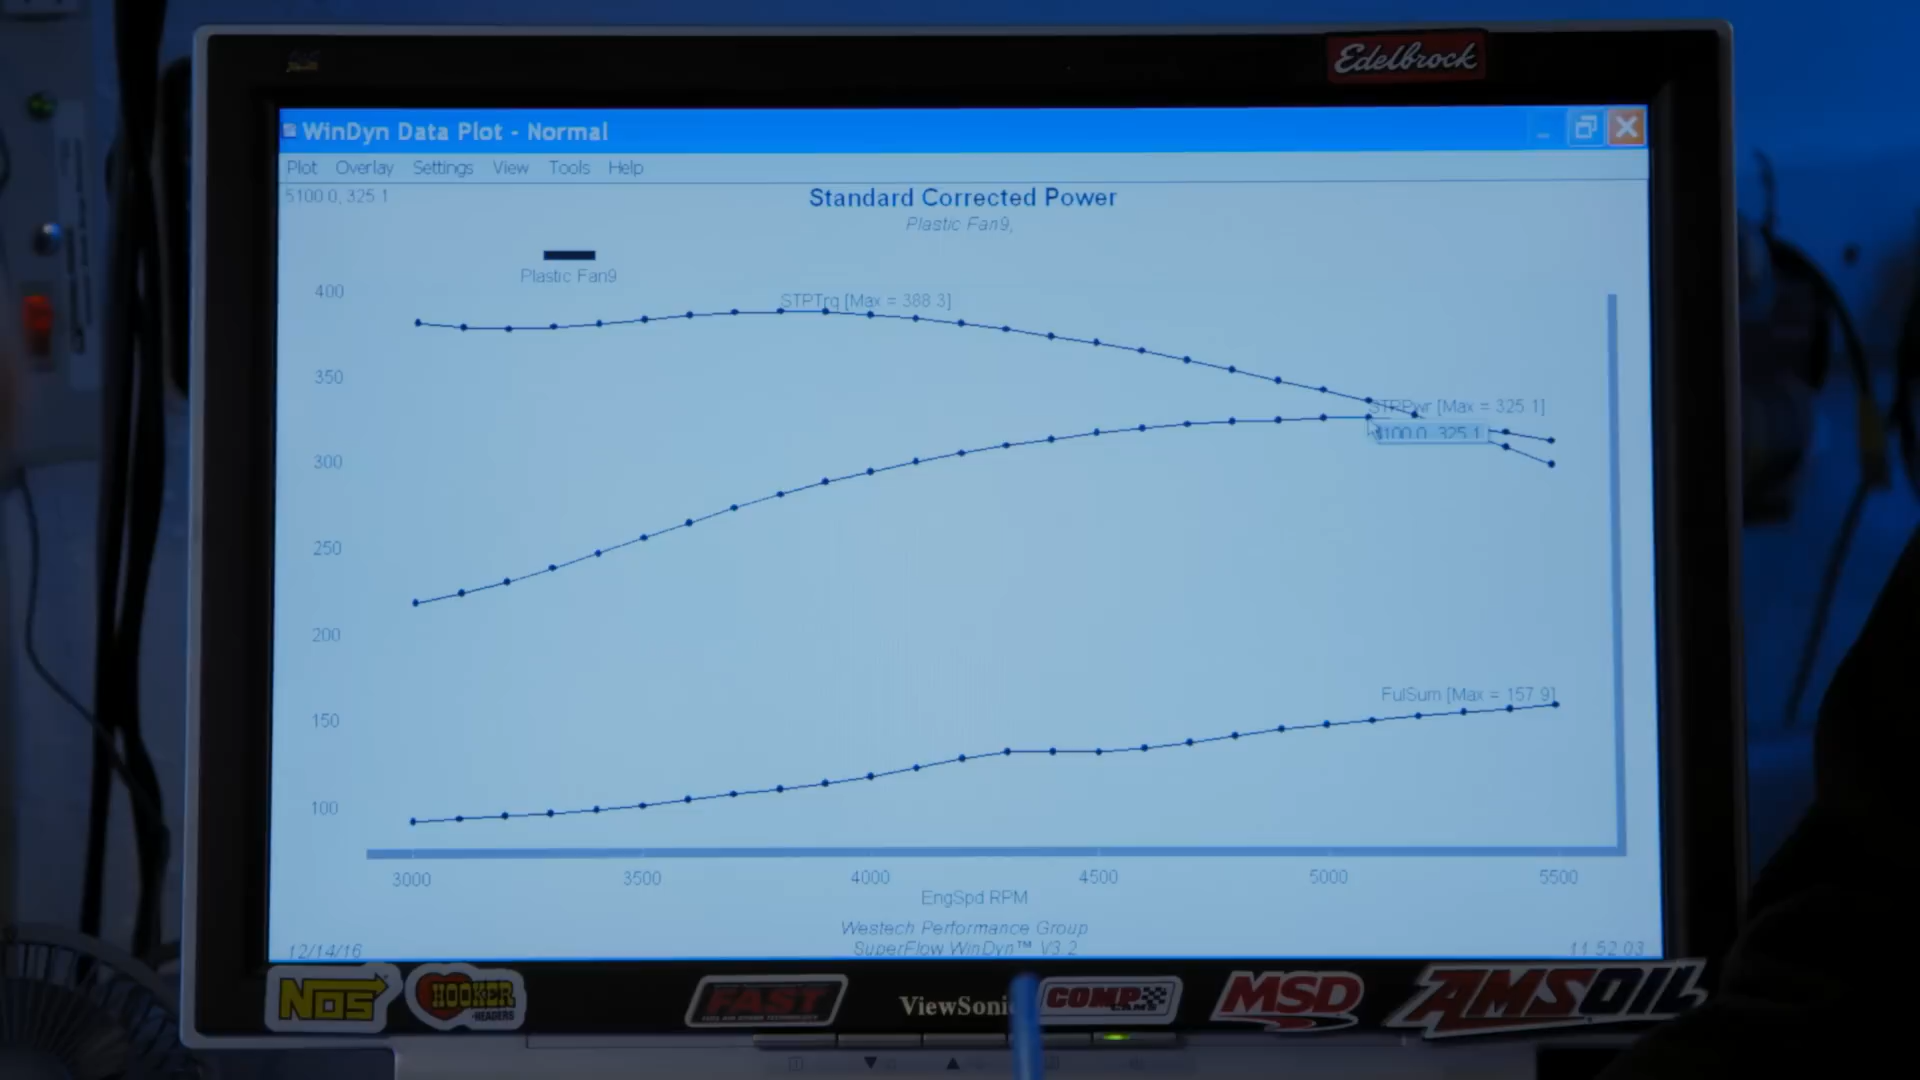 Edelbrock
WinDyn Data Plot - Normal
Plot Overlay Settings View Tools Help
5100.0, 325.1
Standard Corrected Power
Plastic Fan9,
Plastic Fan9
STPTrq [Max = 388.3]
400
350
300
250
200
150
100
STPPwr [Max = 325.1]
5100.0, 325.1
FulSum [Max = 157.9]
3000 3500 4000 4500 5000 5500
EngSpd RPM
Westech Performance Group
SuperFlow WinDyn™ V3.2
12/14/16
11:52:03
NOS
HOOKER
HEADERS
FAST
ViewSonic
COMP
CAMS
MSD
AMSOIL